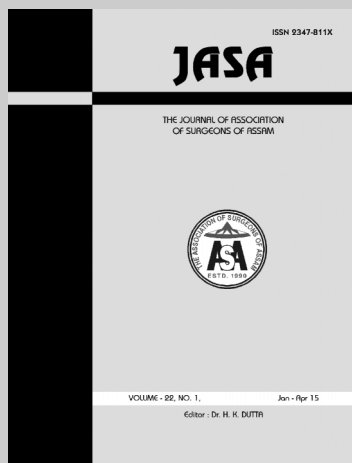 ISSN 2347-811X
JASA
THE JOURNAL OF ASSOCIATION
OF SURGEONS OF ASSAM
THE ASSOCIATION OF SURGEONS OF ASSAM
ASA
ESTD. 1996
VOLUME - 22, NO. 1, Jan - Apr 15
Editor : Dr. H. K. DUTTA